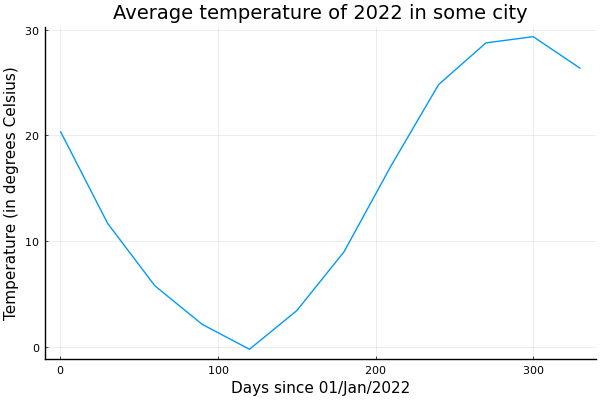 Average temperature of 2022 in some city
Temperature (in degrees Celsius)
30
20
10
0
0 100 200 300
Days since 01/Jan/2022